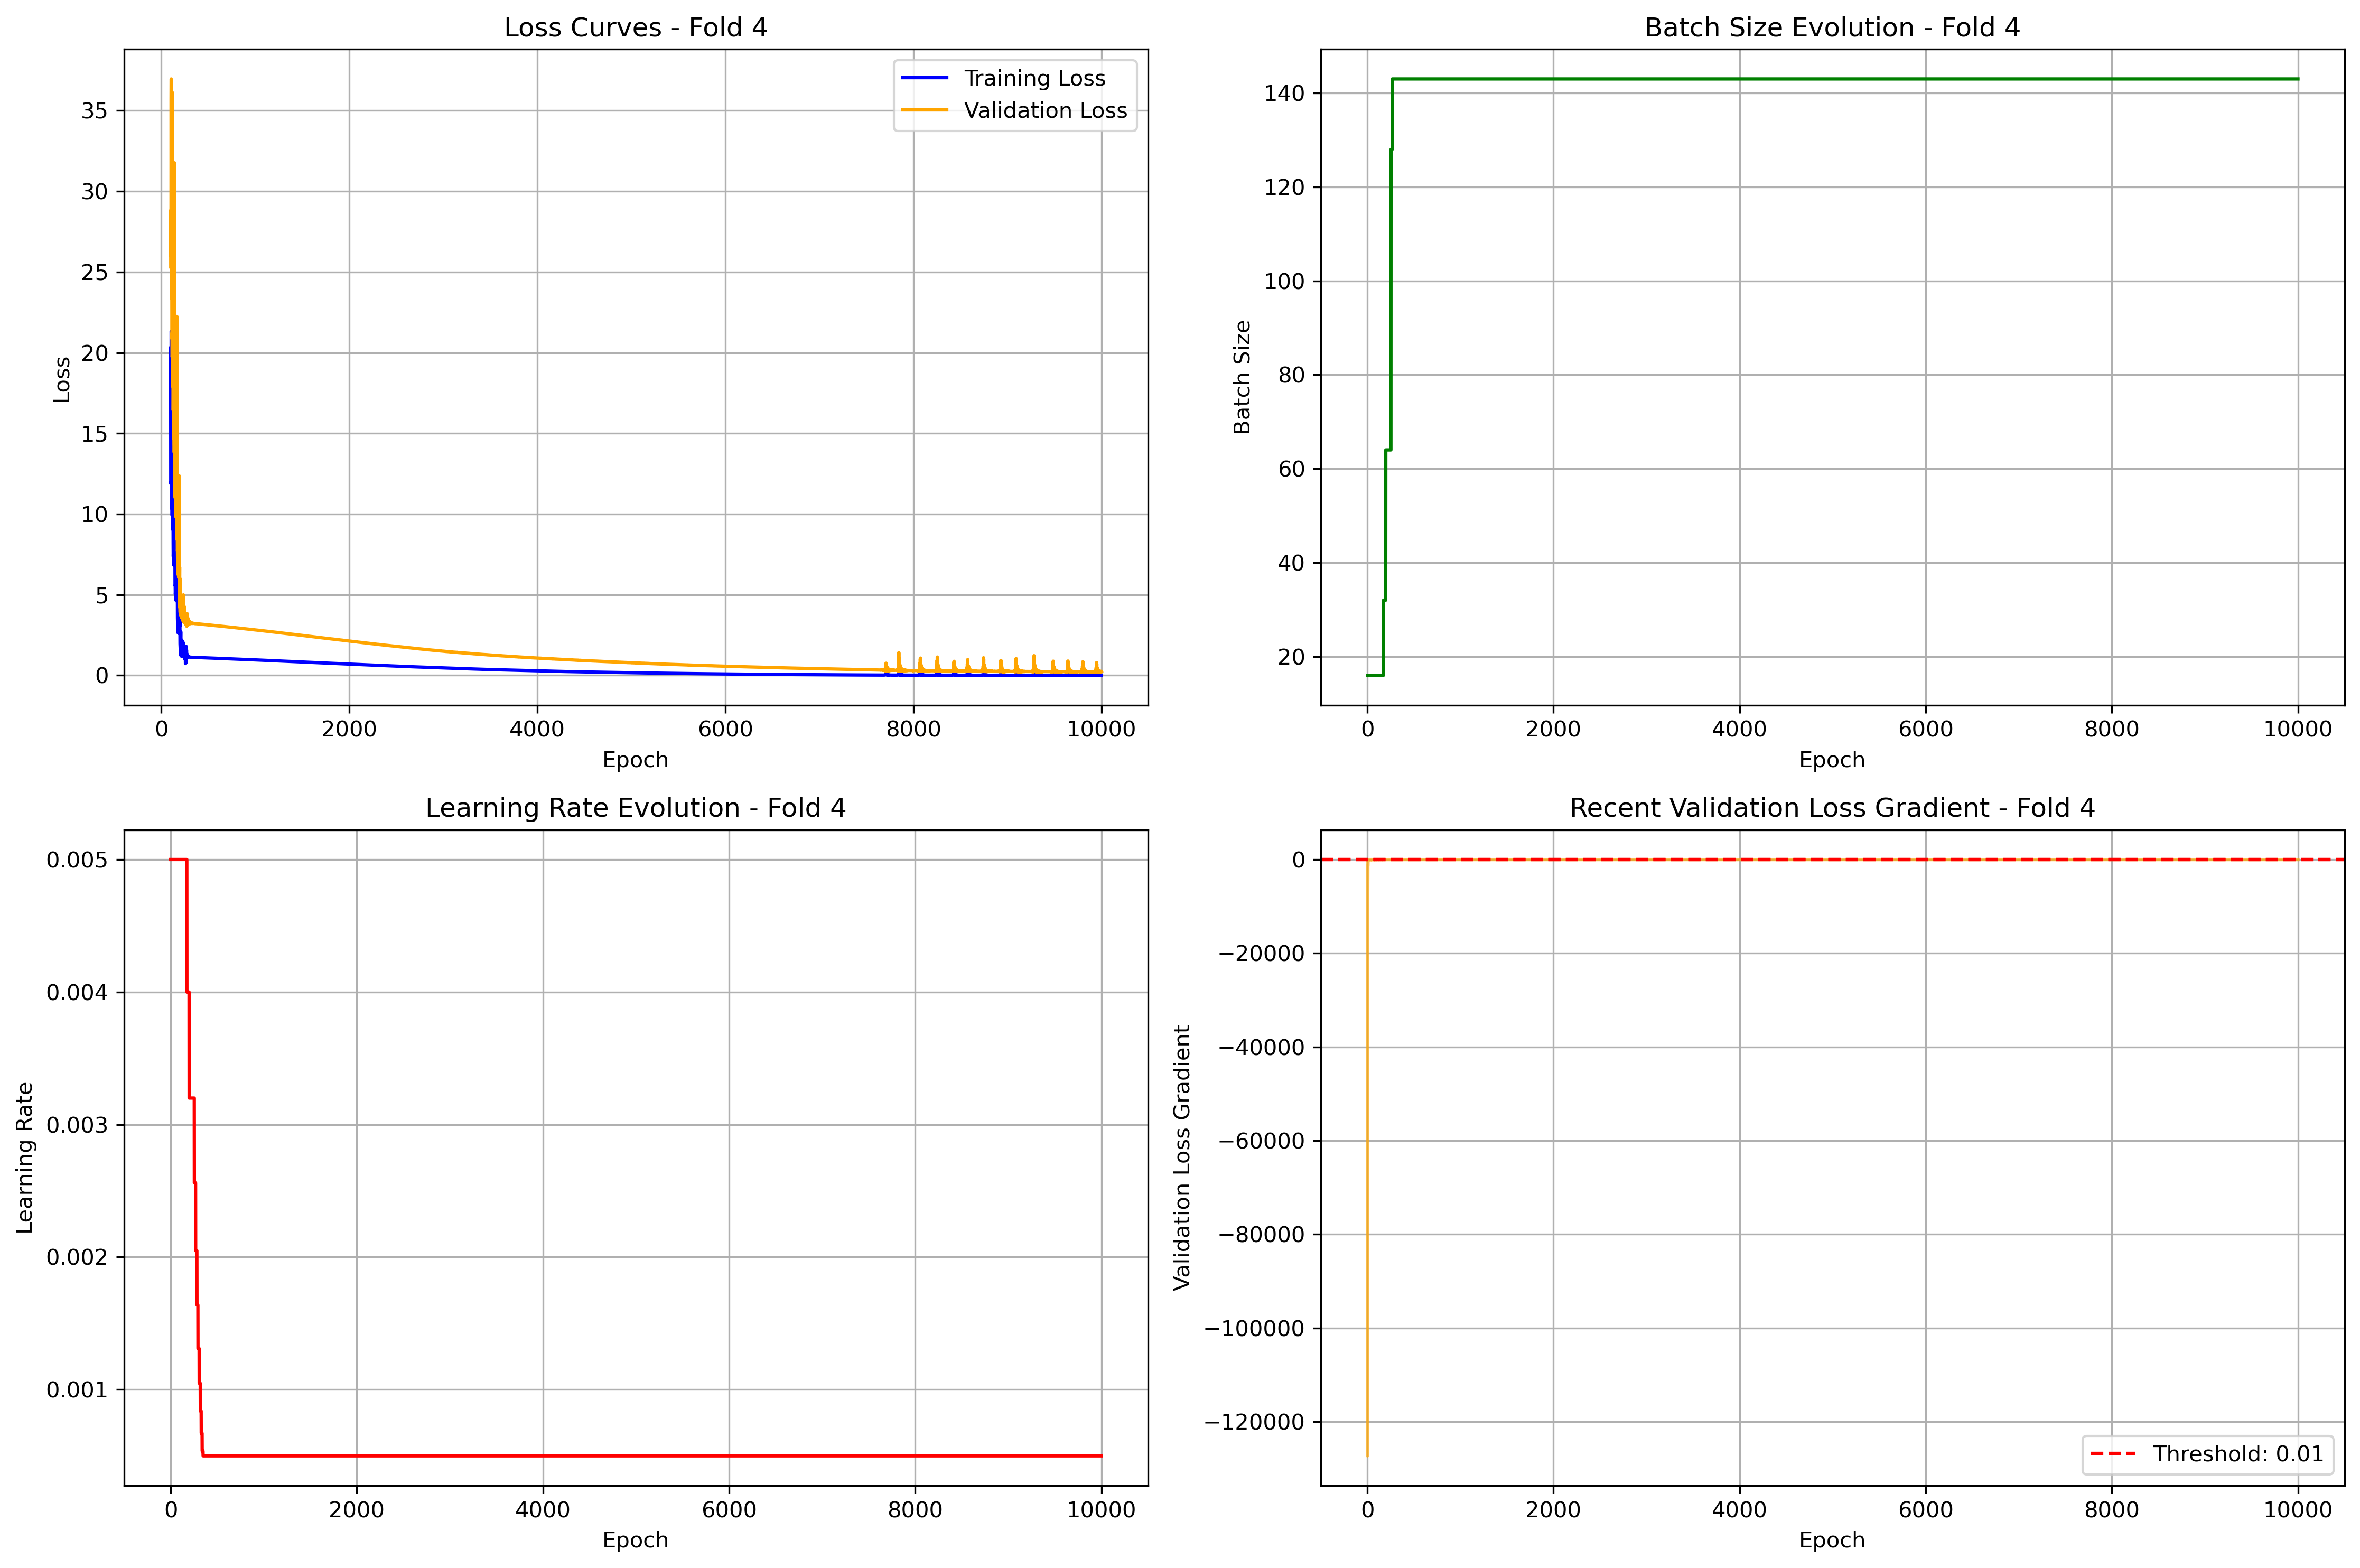 Loss Curves - Fold 4
Training Loss
Validation Loss
35
30
25
20
15
10
5
0
Loss
0 2000 4000 6000 8000 10000
Epoch
Batch Size Evolution - Fold 4
140
120
100
80
60
40
20
Batch Size
0 2000 4000 6000 8000 10000
Epoch
Learning Rate Evolution - Fold 4
0.005
0.004
0.003
0.002
0.001
Learning Rate
0 2000 4000 6000 8000 10000
Epoch
Recent Validation Loss Gradient - Fold 4
0
−20000
−40000
−60000
−80000
−100000
−120000
Validation Loss Gradient
Threshold: 0.01
0 2000 4000 6000 8000 10000
Epoch